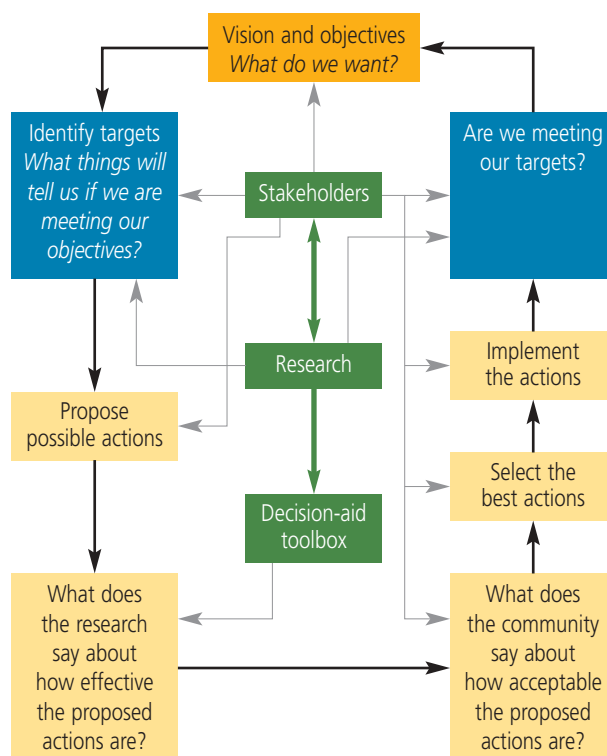 Vision and objectives
What do we want?
Identify targets
What things will
tell us if we are
meeting our
objectives?
Are we meeting
our targets?
Stakeholders
Research
Implement
the actions
Propose
possible actions
Select the
best actions
Decision-aid
toolbox
What does
the research
say about
how effective
the proposed
actions are?
What does
the community
say about
how acceptable
the proposed
actions are?